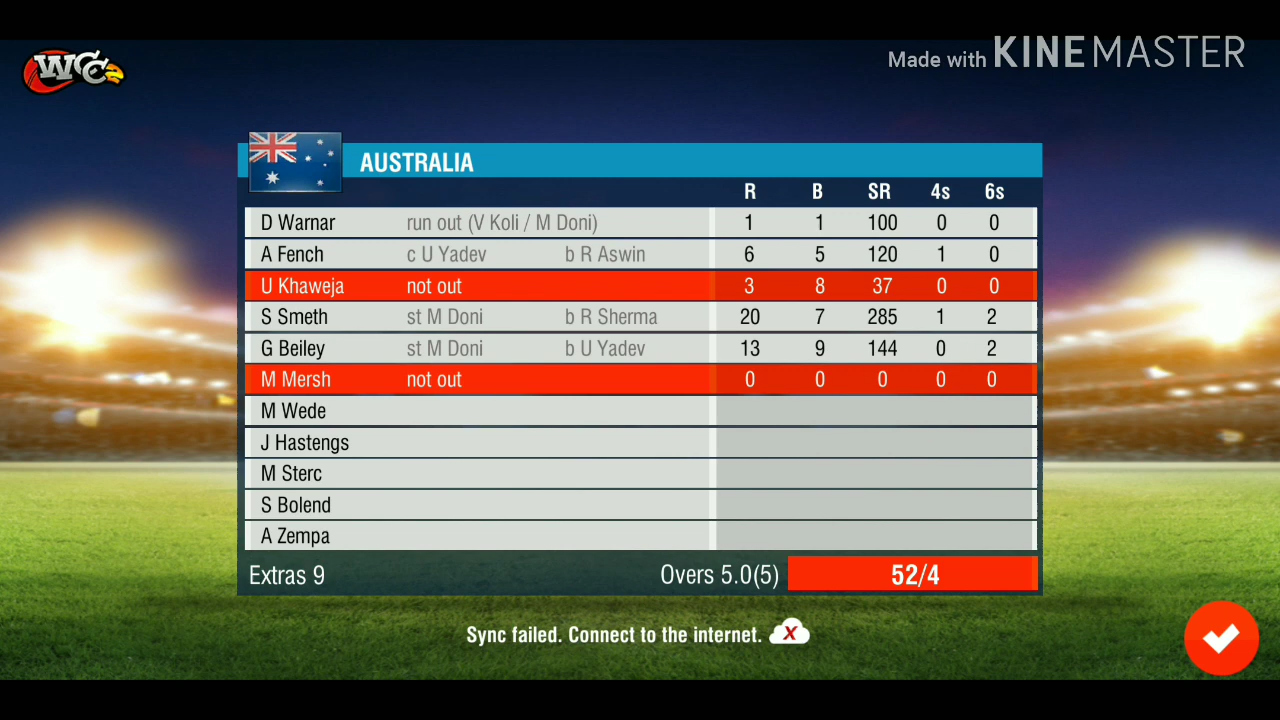 WCC
Made with KINEMASTER
AUSTRALIA
R B SR 4s 6s
D Warnar run out (V Koli / M Doni) 1 1 100 0 0
A Fench c U Yadev b R Aswin 6 5 120 1 0
U Khaweja not out 3 8 37 0 0
S Smeth st M Doni b R Sherma 20 7 285 1 2
G Beiley st M Doni b U Yadev 13 9 144 0 2
M Mersh not out 0 0 0 0 0
M Wede
J Hastengs
M Sterc
S Bolend
A Zempa
Extras 9 Overs 5.0(5) 52/4
Sync failed. Connect to the internet. X